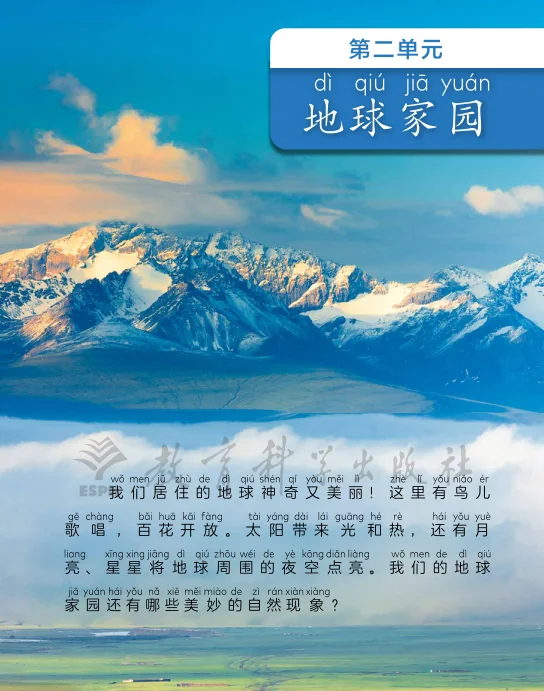 第二单元
dì qiú jiā yuán
地球家园
教育科学出版社
ESPH
wǒ men jū zhù de dì qiú shén qí yòu měi lì zhè lǐ yǒu niǎo ér
我们居住的地球神奇又美丽！这里有鸟儿
gē chàng bǎi huā kāi fàng tài yáng dài lái guāng hé rè hái yǒu yuè
歌唱，百花开放。太阳带来光和热，还有月
liang xīng xing jiāng dì qiú zhōu wéi de yè kōng diǎn liàng wǒ men de dì qiú
亮、星星将地球周围的夜空点亮。我们的地球
jiā yuán hái yǒu nǎ xiē měi miào de zì rán xiàn xiàng
家园还有哪些美妙的自然现象？